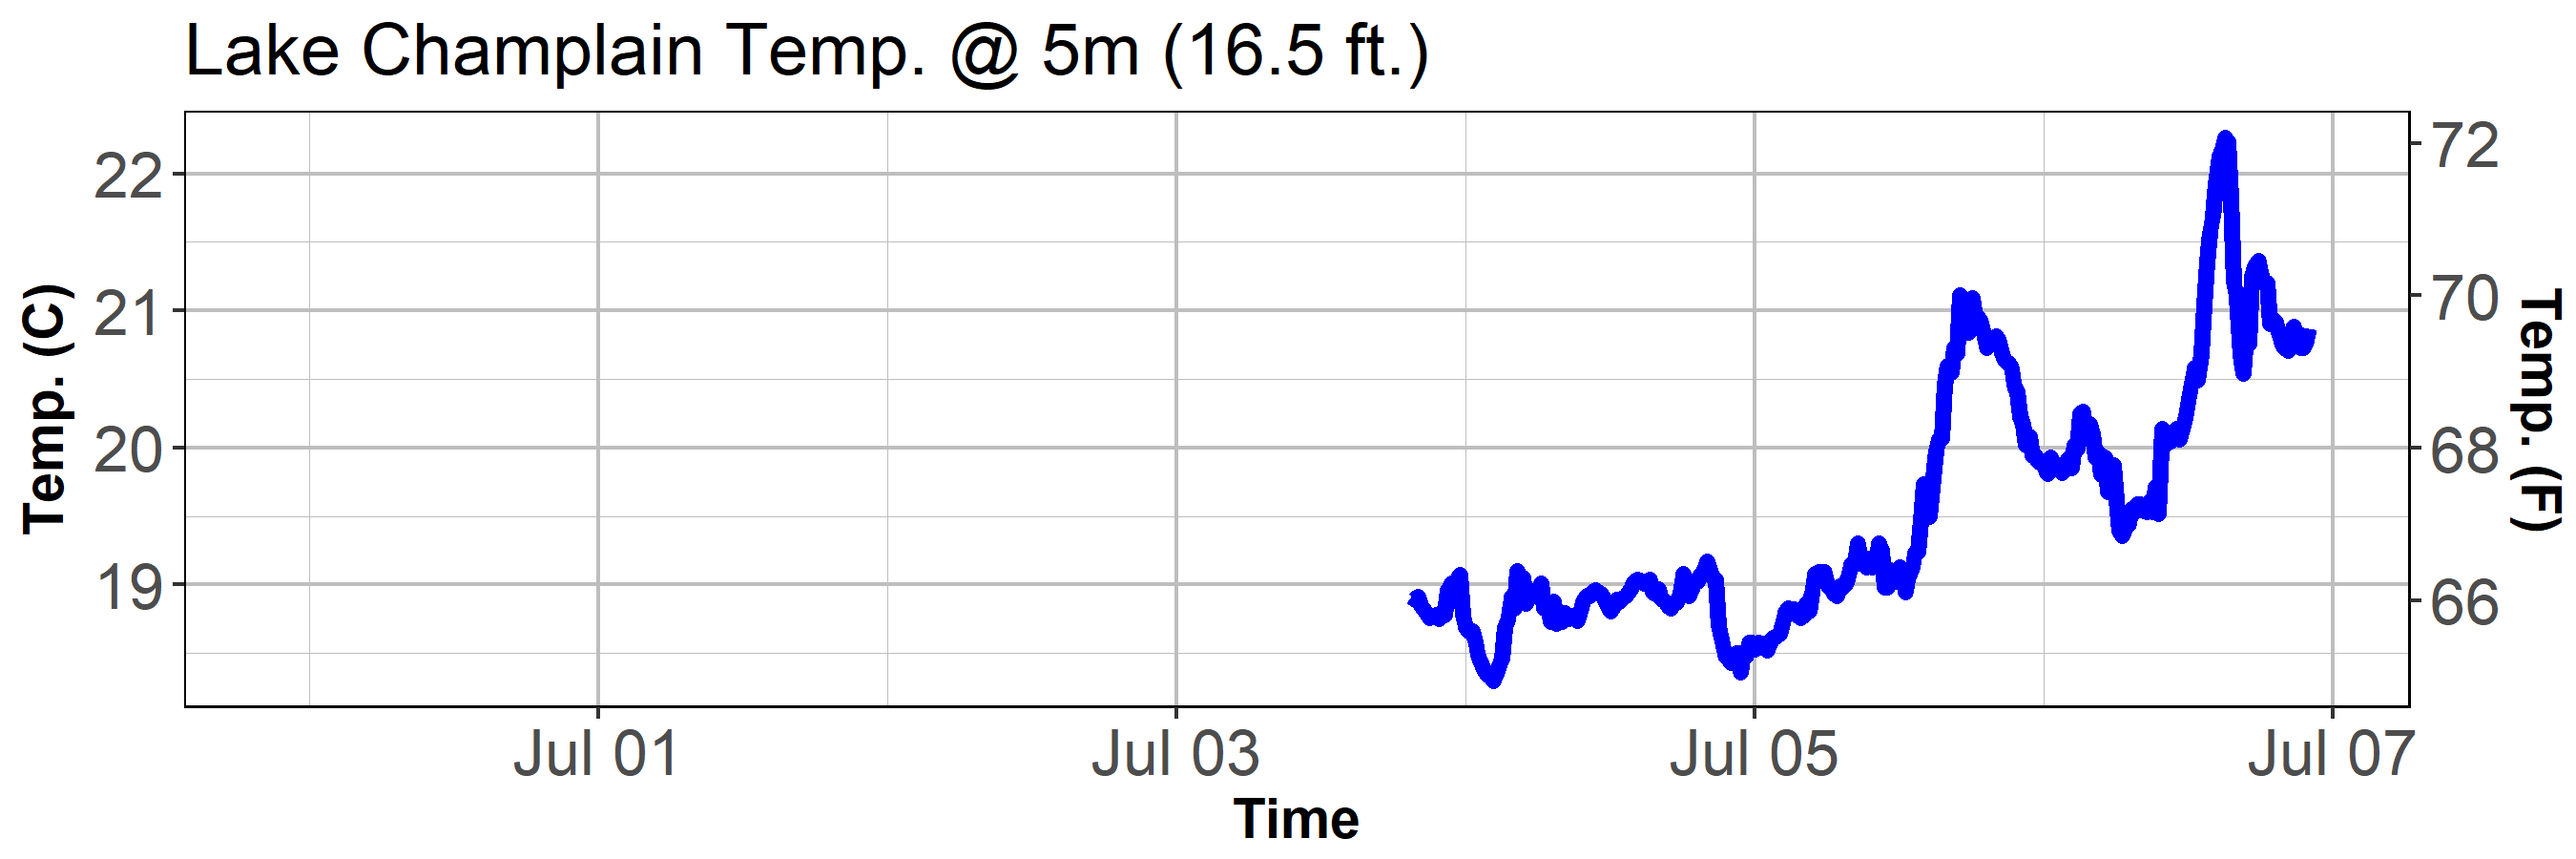 Lake Champlain Temp. @ 5m (16.5 ft.)
Temp. (C)
22
21
20
19
72
70
68
66
Temp. (F)
Jul 01 Jul 03 Jul 05 Jul 07
Time